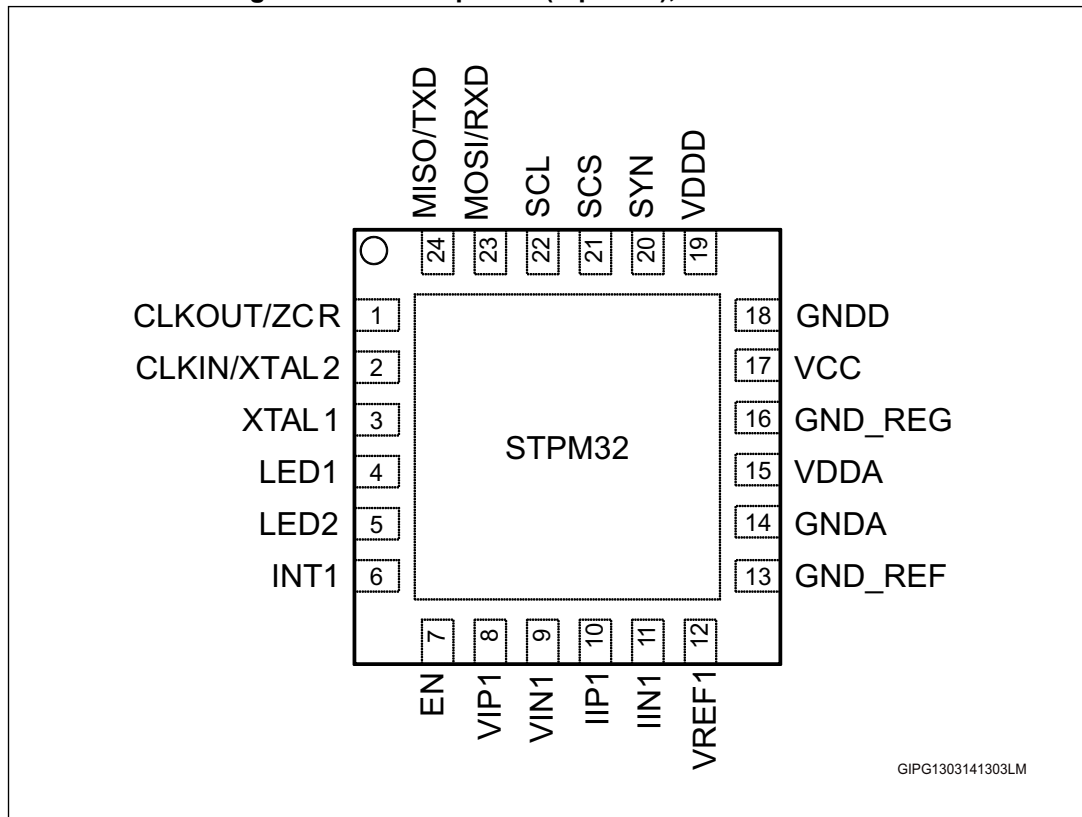 MISO/TXD
MOSI/RXD
SCL
SCS
SYN
VDDD
24
23
22
21
20
19
CLKOUT/ZCR 1
CLKIN/XTAL2 2
XTAL1 3
LED1 4
LED2 5
INT1 6
STPM32
18 GNDD
17 VCC
16 GND_REG
15 VDDA
14 GNDA
13 GND_REF
7
8
9
10
11
12
EN
VIP1
VIN1
IIP1
IIN1
VREF1
GIPG1303141303LM